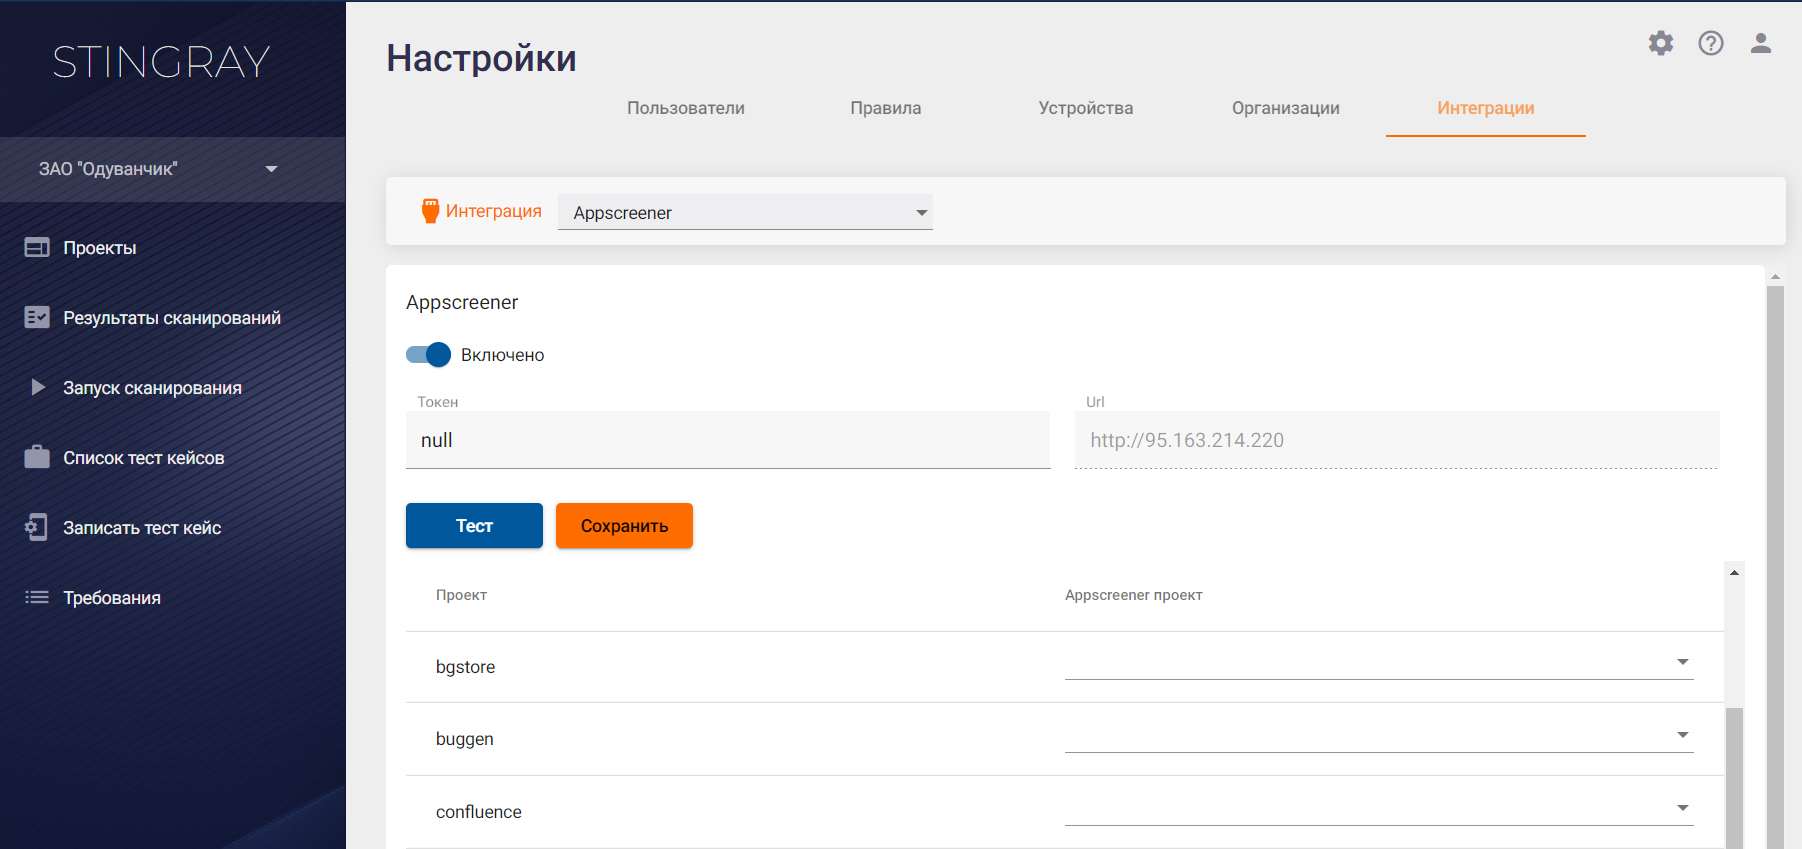 STINGRAY
ЗАО "Одуванчик"
Проекты
Результаты сканирований
Запуск сканирования
Список тест кейсов
Записать тест кейс
Требования
Настройки
Пользователи Правила Устройства Организации Интеграции
Интеграция Appscreener
Appscreener
Включено
Токен Url
null http://95.163.214.220
Тест Сохранить
Проект Appscreener проект
bgstore
buggen
confluence